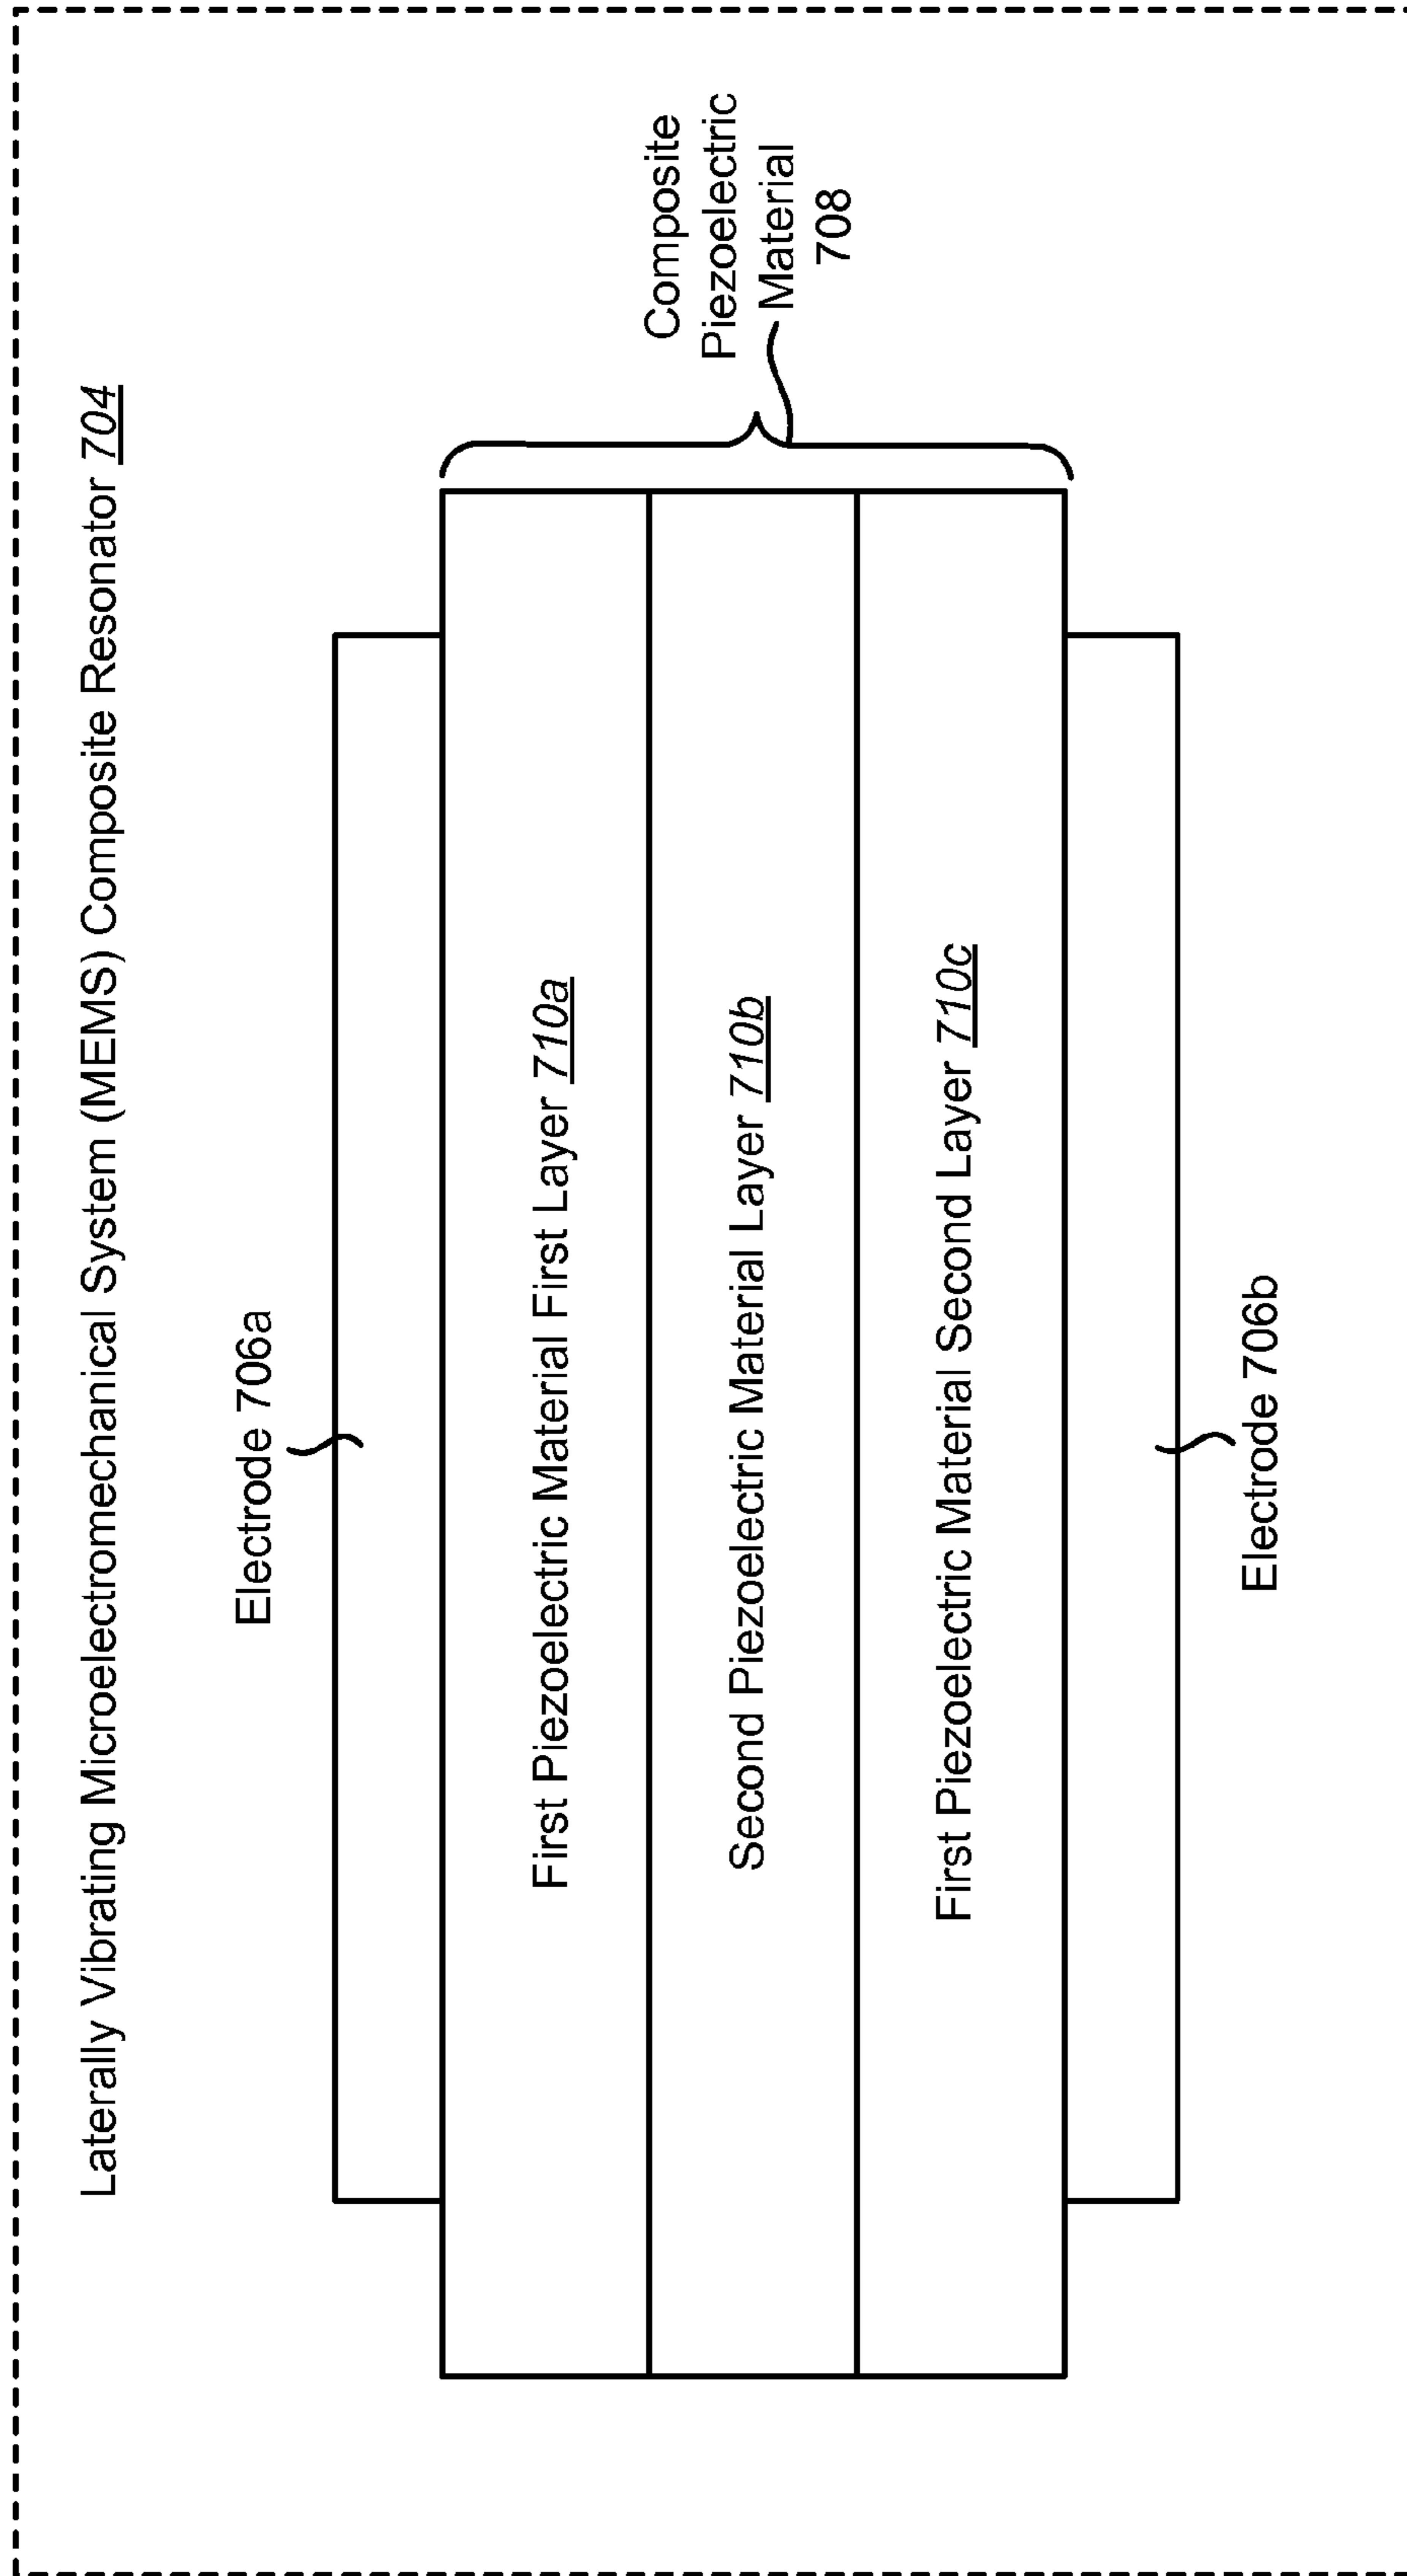 Laterally Vibrating Microelectromechanical System (MEMS) Composite Resonator 704
Electrode 706a
First Piezoelectric Material First Layer 710a
Second Piezoelectric Material Layer 710b
First Piezoelectric Material Second Layer 710c
Composite
Piezoelectric
Material
708
Electrode 706b